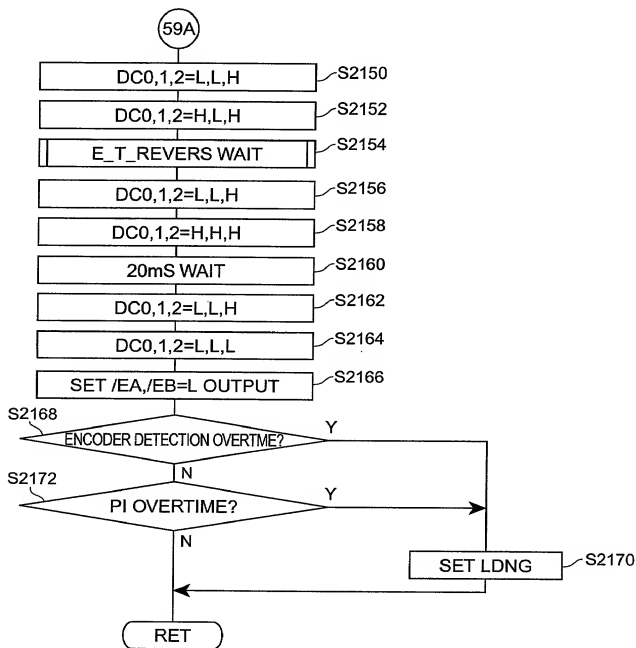 59A
DC0,1,2=L,L,H S2150
DC0,1,2=H,L,H S2152
E_T_REVERS WAIT S2154
DC0,1,2=L,L,H S2156
DC0,1,2=H,H,H S2158
20mS WAIT S2160
DC0,1,2=L,L,H S2162
DC0,1,2=L,L,L S2164
SET /EA,/EB=L OUTPUT S2166
S2168
ENCODER DETECTION OVERTME? Y
N
S2172
PI OVERTIME? Y
N
SET LDNG S2170
RET